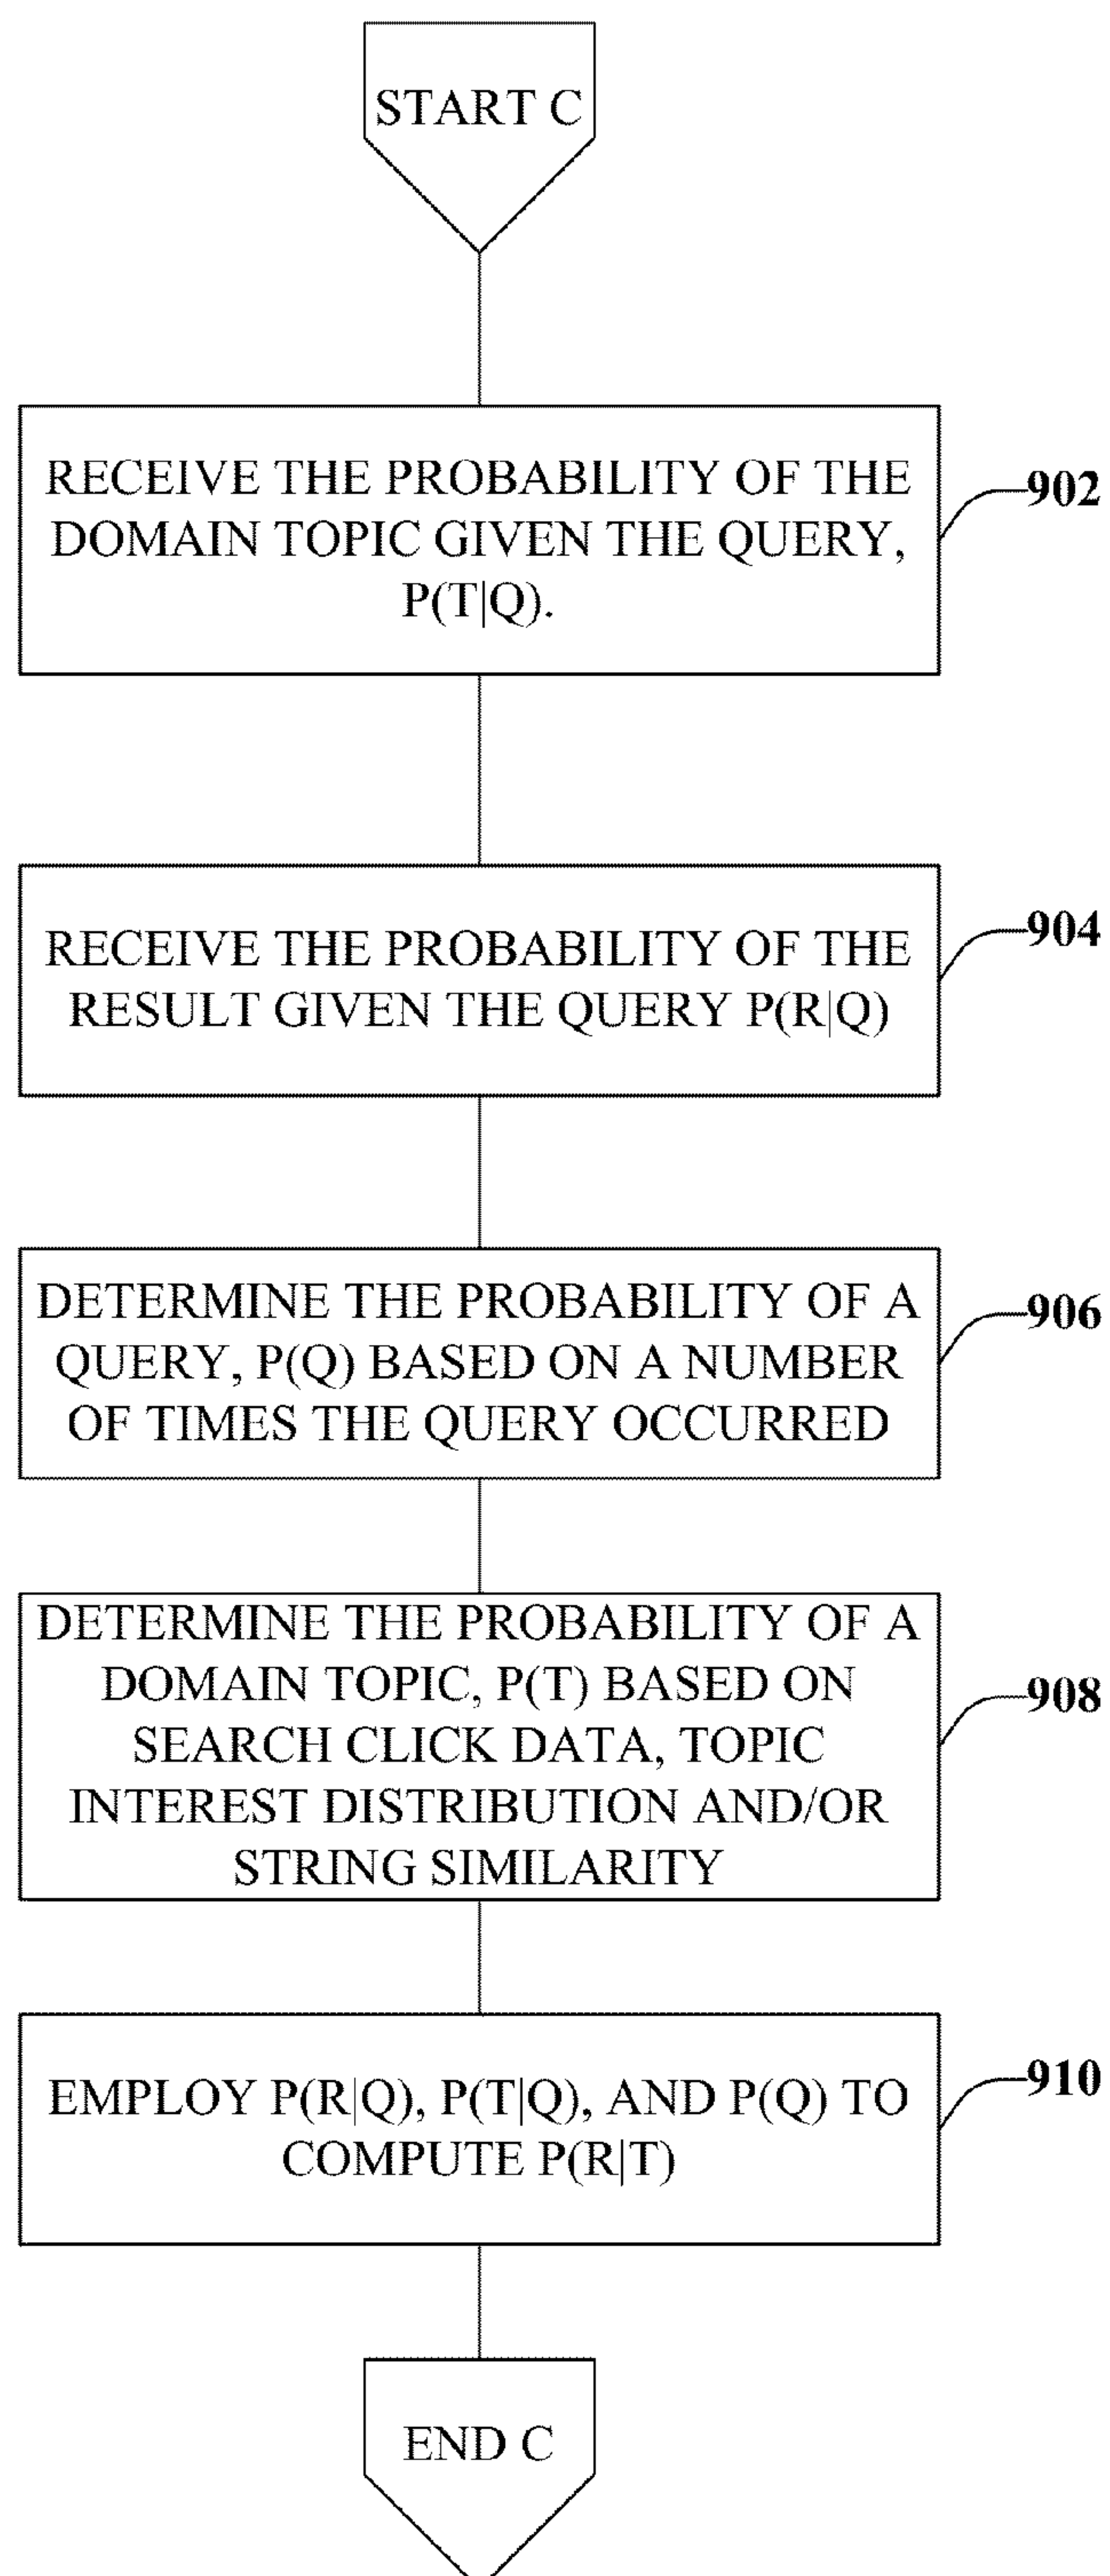 START C
RECEIVE THE PROBABILITY OF THE
DOMAIN TOPIC GIVEN THE QUERY,
P(T|Q).
902
RECEIVE THE PROBABILITY OF THE
RESULT GIVEN THE QUERY P(R|Q)
904
DETERMINE THE PROBABILITY OF A
QUERY, P(Q) BASED ON A NUMBER
OF TIMES THE QUERY OCCURRED
906
DETERMINE THE PROBABILITY OF A
DOMAIN TOPIC, P(T) BASED ON
SEARCH CLICK DATA, TOPIC
INTEREST DISTRIBUTION AND/OR
STRING SIMILARITY
908
EMPLOY P(R|Q), P(T|Q), AND P(Q) TO
COMPUTE P(R|T)
910
END C